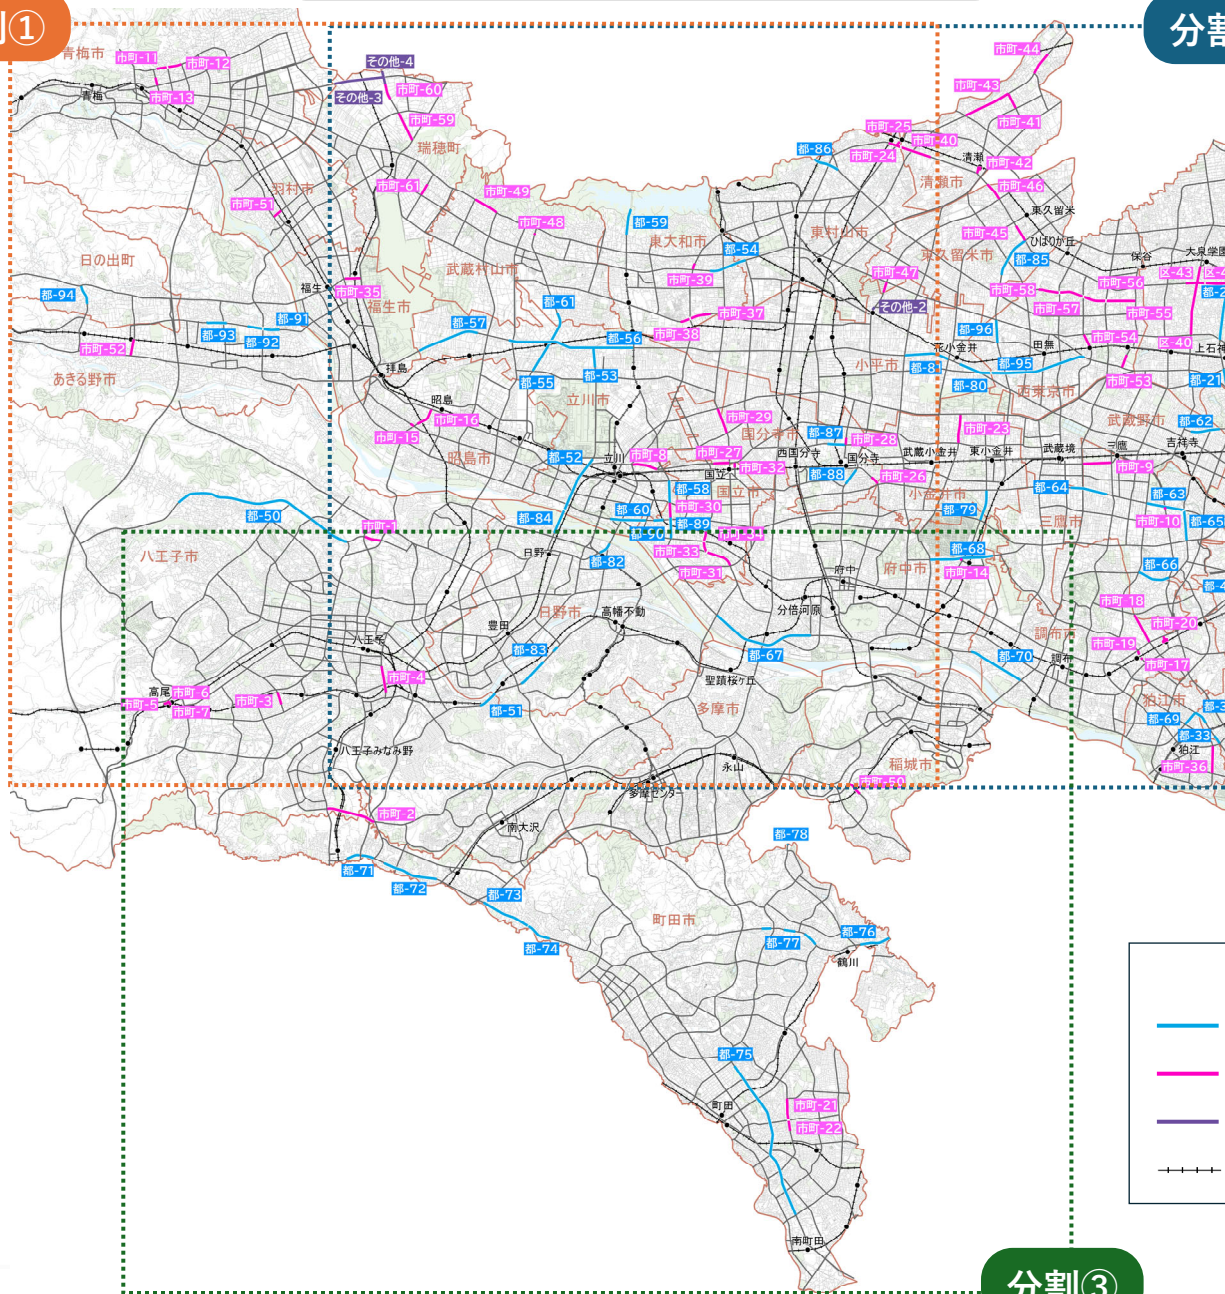 ①
分割
青梅市
市町-11
市町-12
市町-13
青梅
その他-4
その他-3
市町-60
市町-59
瑞穂町
市町-61
市町-49
市町-48
羽村市
市町-51
日の出町
都-94
福生
市町-35
福生市
武蔵村山市
都-93
都-91
都-92
市町-52
あきる野市
拝島
都-57
都-61
都-56
都-55
都-53
立川市
昭島
市町-16
市町-15
昭島市
都-59
東大和市
都-54
市町-39
市町-37
市町-38
都-86
東村山市
市町-25
市町-24
市町-40
市町-44
市町-43
市町-41
清瀬
市町-42
清瀬市
市町-46
東久留米
市町-45
ひばりが丘
都-85
東久留米市
市町-47
その他-2
市町-58
市町-57
市町-56
市町-55
保谷
大泉学園
区-43
区-40
上石神
都-21
都-96
花小金井
田無
市町-54
市町-53
都-95
都-81
都-80
小平市
西東京市
武蔵野市
都-62
吉祥寺
三鷹
市町-9
武蔵境
東小金井
市町-23
武蔵小金井
市町-29
国分寺市
都-87
市町-28
西国分寺
国分寺
都-88
市町-26
小金井市
都-79
市町-8
市町-27
市町-32
国立
国立市
立川
都-52
都-58
市町-30
都-60
都-89
都-90
市町-34
市町-33
市町-31
都-84
都-82
日野
都-64
都-63
市町-10
都-65
三鷹市
都-66
都-68
市町-14
府中市
府中
分倍河原
都-67
都-50
市町-1
八王子市
八王子
豊田
日野市
高幡不動
都-83
都-51
市町-4
市町-3
高尾
市町-6
市町-5
市町-7
八王子みなみ野
聖蹟桜ヶ丘
多摩市
永山
多摩センター
稲城市
市町-50
都-70
調布市
調布
市町-18
市町-20
市町-19
市町-17
狛江市
都-69
都-33
狛江
市町-36
市町-2
南大沢
都-71
都-72
都-73
都-74
都-78
町田市
都-77
都-76
鶴川
都-75
町田
市町-21
市町-22
南町田
分割③